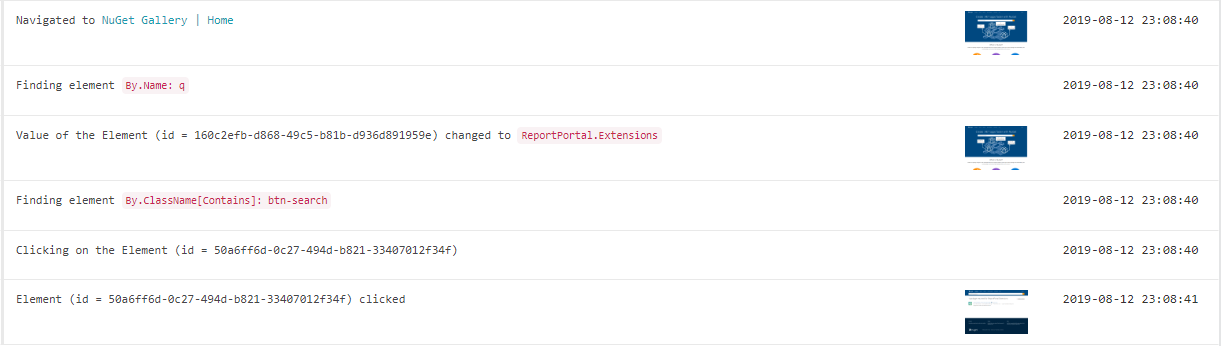 Navigated to NuGet Gallery | Home 2019-08-12 23:08:40
Finding element By.Name: q 2019-08-12 23:08:40
Value of the Element (id = 160c2efb-d868-49c5-b81b-d936d891959e) changed to ReportPortal.Extensions 2019-08-12 23:08:40
Finding element By.ClassName[Contains]: btn-search 2019-08-12 23:08:40
Clicking on the Element (id = 50a6ff6d-0c27-494d-b821-33407012f34f) 2019-08-12 23:08:40
Element (id = 50a6ff6d-0c27-494d-b821-33407012f34f) clicked 2019-08-12 23:08:41